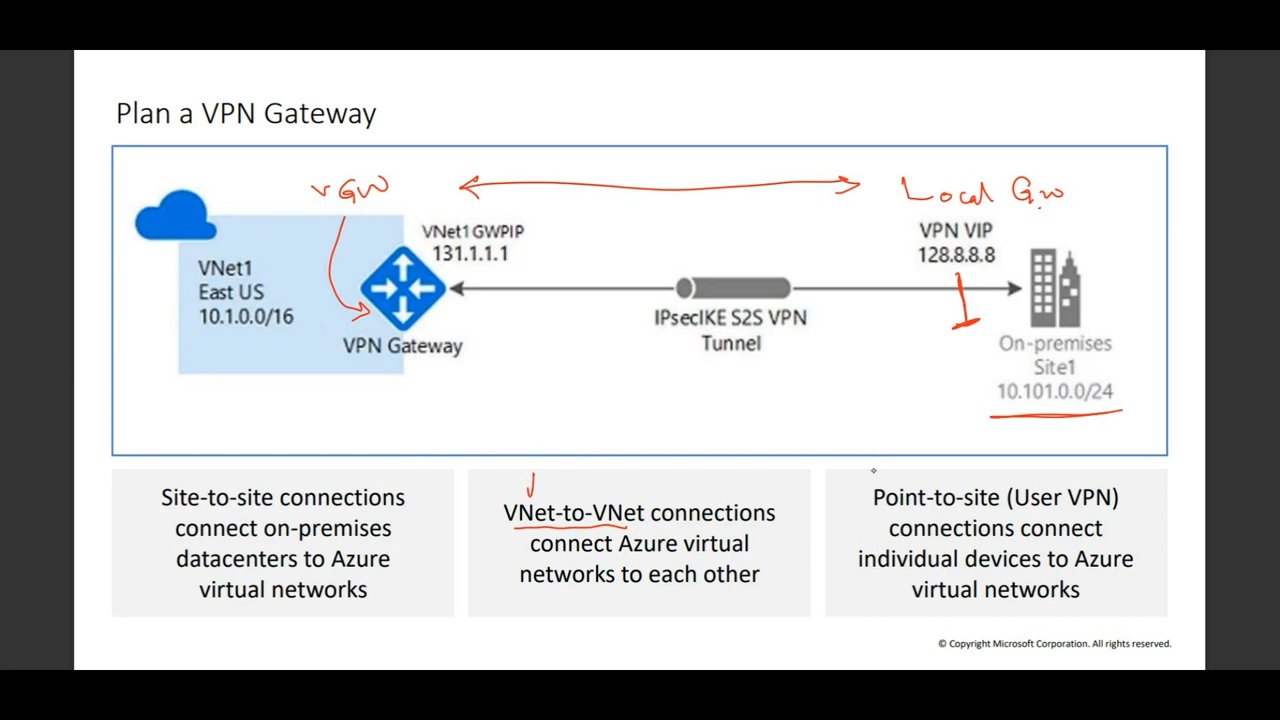 Plan a VPN Gateway
vGW
Local Gw
VNet1 GWPIP
131.1.1.1
VPN VIP
128.8.8.8
VNet1
East US
10.1.0.0/16
VPN Gateway
IPsecIKE S2S VPN
Tunnel
On-premises
Site1
10.101.0.0/24
Site-to-site connections
connect on-premises
datacenters to Azure
virtual networks
VNet-to-VNet connections
connect Azure virtual
networks to each other
Point-to-site (User VPN)
connections connect
individual devices to Azure
virtual networks
© Copyright Microsoft Corporation. All rights reserved.